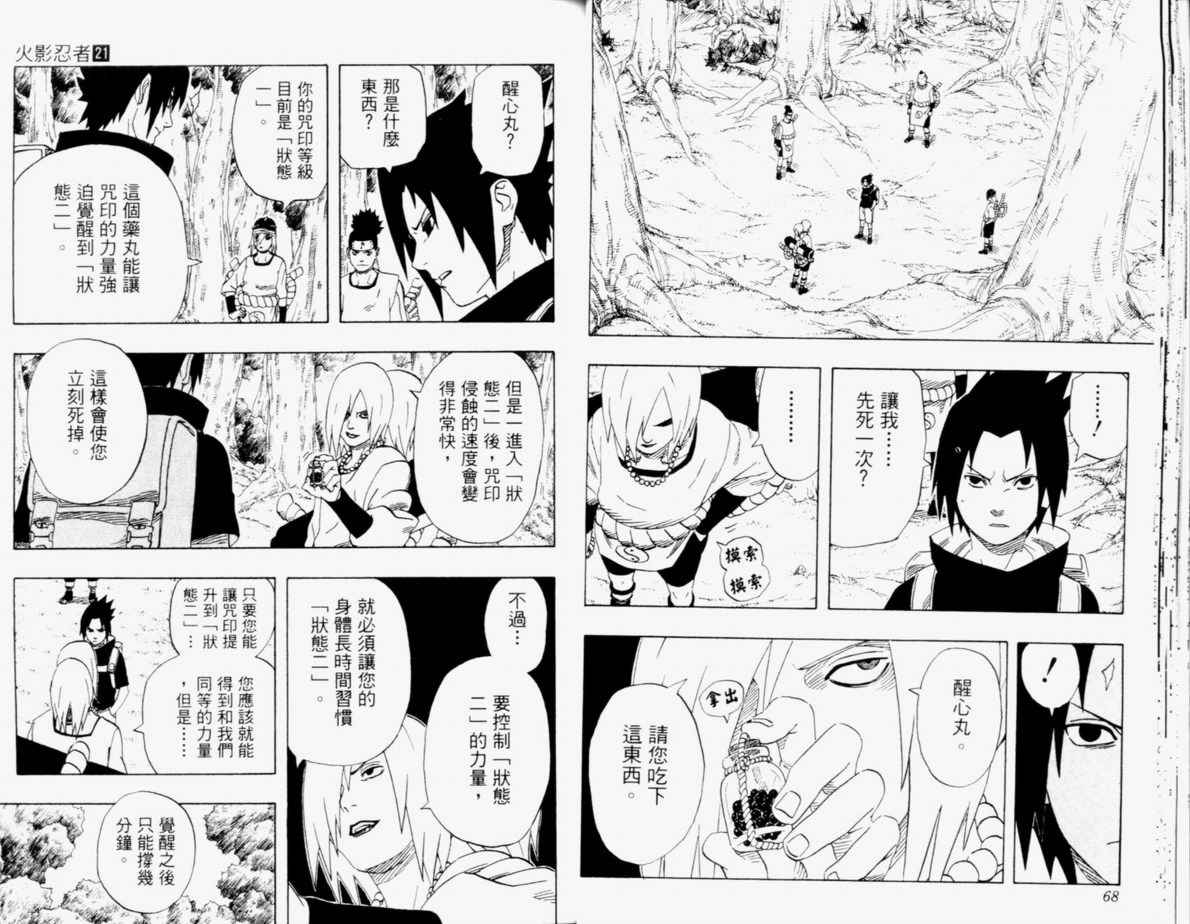 ……！
讓我……
先死一次？
…………
摸索
摸索
！
醒心丸。
拿出
請您吃下
這東西。
68
火影忍者21
醒心丸？
那是什麼
東西？
你的咒印等級
目前是「狀態
一」。
這個藥丸能讓
咒印的力量強
迫覺醒到「狀
態二」。
但是一進入「狀
態二」後，咒印
侵蝕的速度會變
得非常快，
這樣會使您
立刻死掉。
不過…
要控制「狀態
二」的力量，
就必須讓您的
身體長時間習慣
「狀態二」。
只要您能
讓咒印提
升到「狀
態二」…
您應該就能
得到和我們
同等的力量
，但是……
覺醒之後
只能撐幾
分鐘。